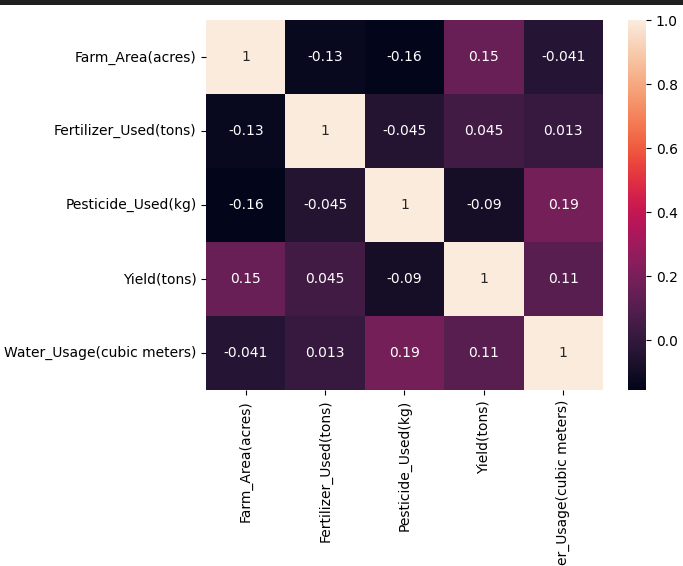 Farm_Area(acres) 1 -0.13 -0.16 0.15 -0.041
Fertilizer_Used(tons) -0.13 1 -0.045 0.045 0.013
Pesticide_Used(kg) -0.16 -0.045 1 -0.09 0.19
Yield(tons) 0.15 0.045 -0.09 1 0.11
Water_Usage(cubic meters) -0.041 0.013 0.19 0.11 1
Farm_Area(acres)
Fertilizer_Used(tons)
Pesticide_Used(kg)
Yield(tons)
er_Usage(cubic meters)
1.0
0.8
0.6
0.4
0.2
0.0